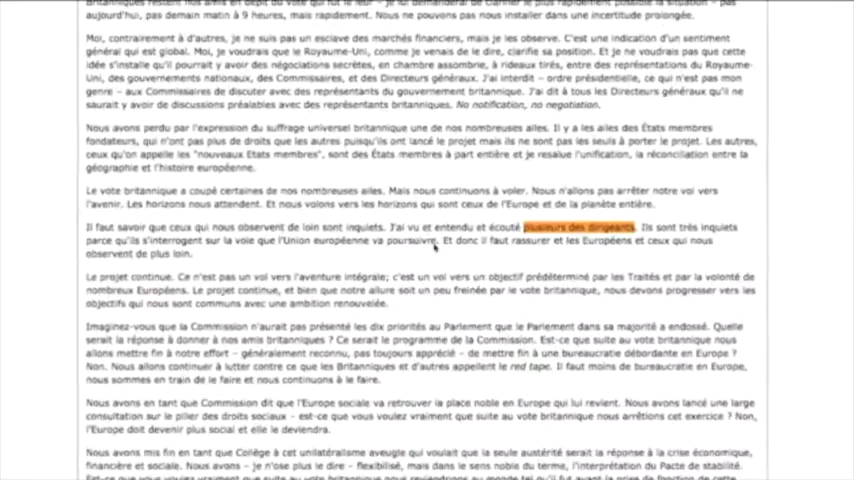 Britanniques restent nos amis en dépit du vote qui fut le leur – je lui demanderai de clarifier le plus rapidement possible la situation – pas
aujourd'hui, pas demain matin à 9 heures, mais rapidement. Nous ne pouvons pas nous installer dans une incertitude prolongée.
Moi, contrairement à d'autres, je ne suis pas un esclave des marchés financiers, mais je les observe. C'est une indication d'un sentiment
général qui est global. Moi, je voudrais que le Royaume-Uni, comme je venais de le dire, clarifie sa position. Et je ne voudrais pas que cette
idée s'installe qu'il pourrait y avoir des négociations secrètes, en chambre assombrie, à rideaux tirés, entre des représentations du Royaume-
Uni, des gouvernements nationaux, des Commissaires, et des Directeurs généraux. J'ai interdit – ordre présidentielle, ce qui n'est pas mon
genre – aux Commissaires de discuter avec des représentants du gouvernement britannique. J'ai dit à tous les Directeurs généraux qu'il ne
saurait y avoir de discussions préalables avec des représentants britanniques. No notification, no negotiation.
Nous avons perdu par l'expression du suffrage universel britannique une de nos nombreuses ailes. Il y a les ailes des États membres
fondateurs, qui n'ont pas plus de droits que les autres puisqu'ils ont lancé le projet mais ils ne sont pas les seuls à porter le projet. Les autres,
ceux qu'on appelle les "nouveaux Etats membres", sont des États membres à part entière et je resalue l'unification, la réconciliation entre la
géographie et l'histoire européenne.
Le vote britannique a coupé certaines de nos nombreuses ailes. Mais nous continuons à voler. Nous n'allons pas arrêter notre vol vers
l'avenir. Les horizons nous attendent. Et nous volons vers les horizons qui sont ceux de l'Europe et de la planète entière.
Il faut savoir que ceux qui nous observent de loin sont inquiets. J'ai vu et entendu et écouté plusieurs des dirigeants. Ils sont très inquiets
parce qu'ils s'interrogent sur la voie que l'Union européenne va poursuivre. Et donc il faut rassurer et les Européens et ceux qui nous
observent de plus loin.
Le projet continue. Ce n'est pas un vol vers l'aventure intégrale; c'est un vol vers un objectif prédéterminé par les Traités et par la volonté de
nombreux Européens. Le projet continue, et bien que notre allure soit un peu freinée par le vote britannique, nous devons progresser vers les
objectifs qui nous sont communs avec une ambition renouvelée.
Imaginez-vous que la Commission n'aurait pas présenté les dix priorités au Parlement que le Parlement dans sa majorité a endossé. Quelle
serait la réponse à donner à nos amis britanniques ? Ce serait le programme de la Commission. Est-ce que suite au vote britannique nous
allons mettre fin à notre effort – généralement reconnu, pas toujours apprécié – de mettre fin à une bureaucratie débordante en Europe ?
Non. Nous allons continuer à lutter contre ce que les Britanniques et d'autres appellent le red tape. Il faut moins de bureaucratie en Europe,
nous sommes en train de le faire et nous continuons à le faire.
Nous avons en tant que Commission dit que l'Europe sociale va retrouver la place noble en Europe qui lui revient. Nous avons lancé une large
consultation sur le pilier des droits sociaux – est-ce que vous voulez vraiment que suite au vote britannique nous arrêtions cet exercice ? Non,
l'Europe doit devenir plus social et elle le deviendra.
Nous avons mis fin en tant que Collège à cet unilatéralisme aveugle qui voulait que la seule austérité serait la réponse à la crise économique,
financière et sociale. Nous avons – je n'ose plus le dire – flexibilisé, mais dans le sens noble du terme, l'interprétation du Pacte de stabilité.
Est-ce que vous voulez vraiment que suite au vote britannique nous